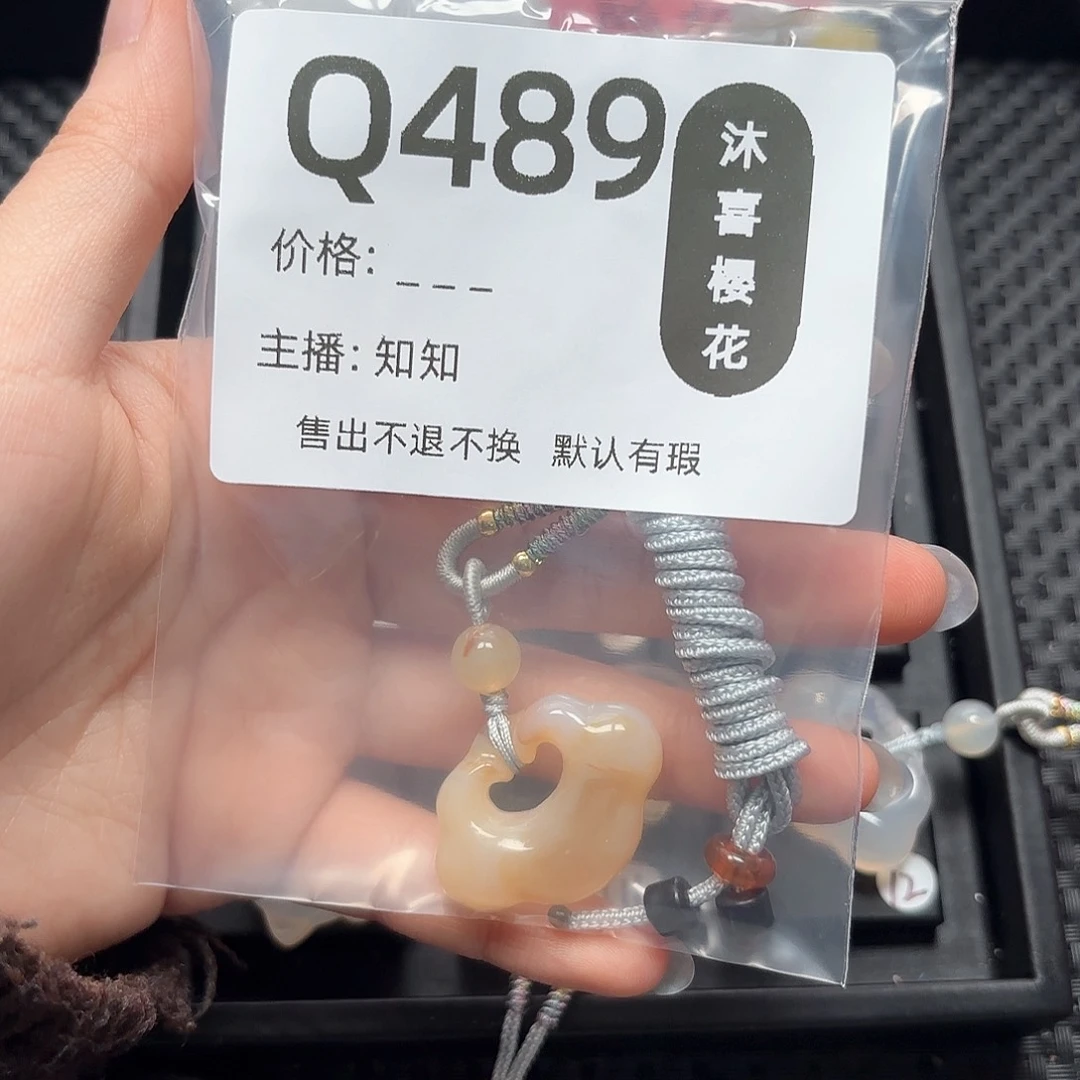 Q489
沐喜樱花
价格: _ _ _
主播: 知知
售出不退不换 默认有瑕
12